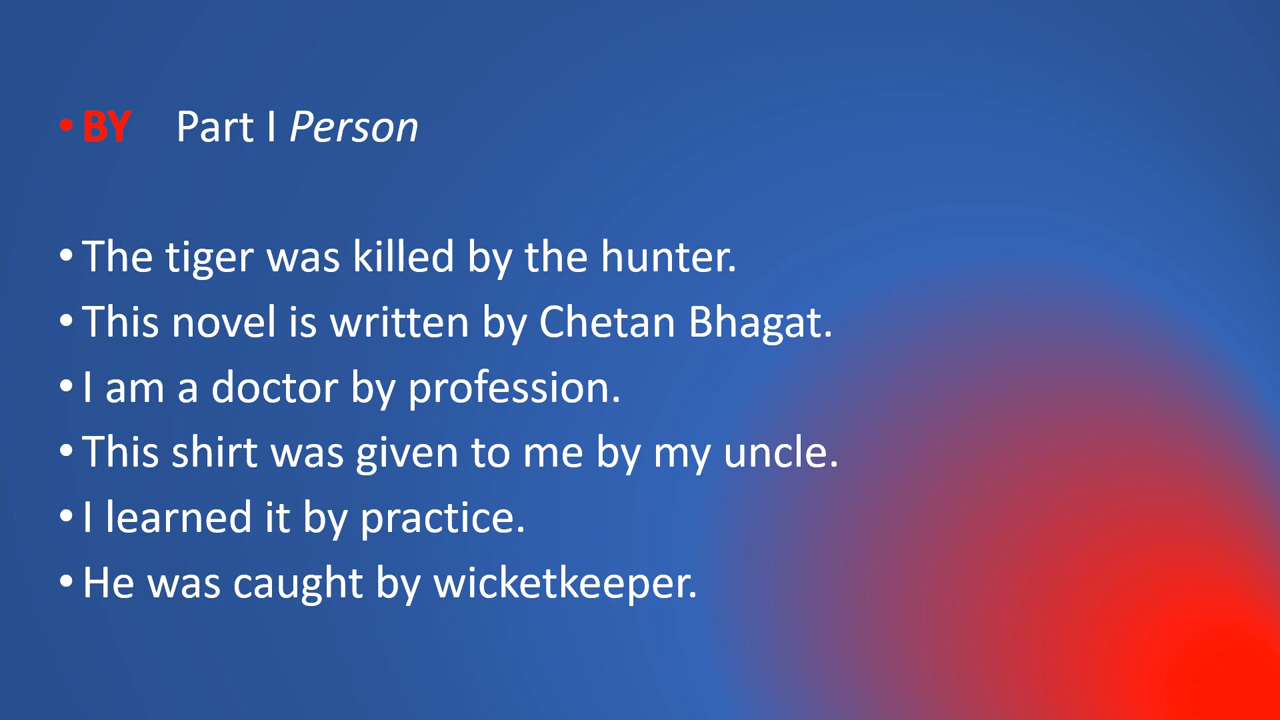 • BY Part I Person
• The tiger was killed by the hunter.
• This novel is written by Chetan Bhagat.
• I am a doctor by profession.
• This shirt was given to me by my uncle.
• I learned it by practice.
• He was caught by wicketkeeper.